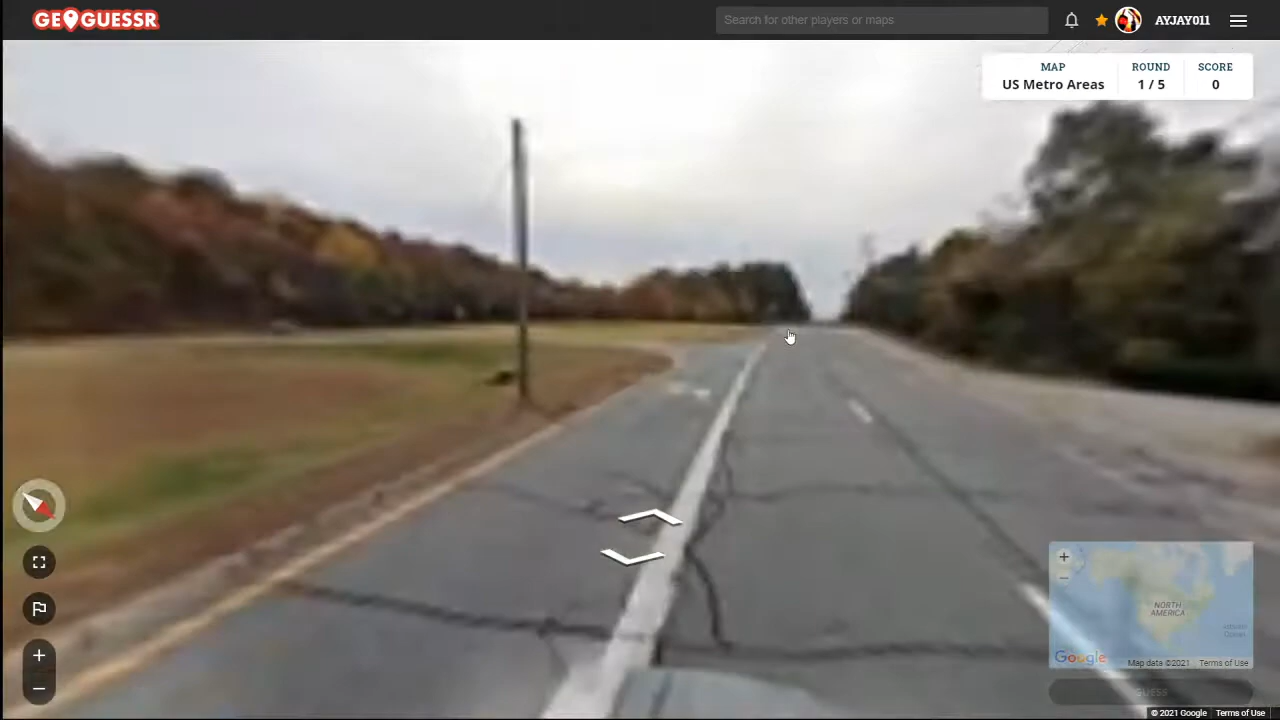 GEOGUESSR
Search for other players or maps
AYJAY011
MAP
US Metro Areas
ROUND
1 / 5
SCORE
0
+
−
+
−
NORTH
AMERICA
Google
Map data ©2021
Terms of Use
GUESS
© 2021 Google
Terms of Use